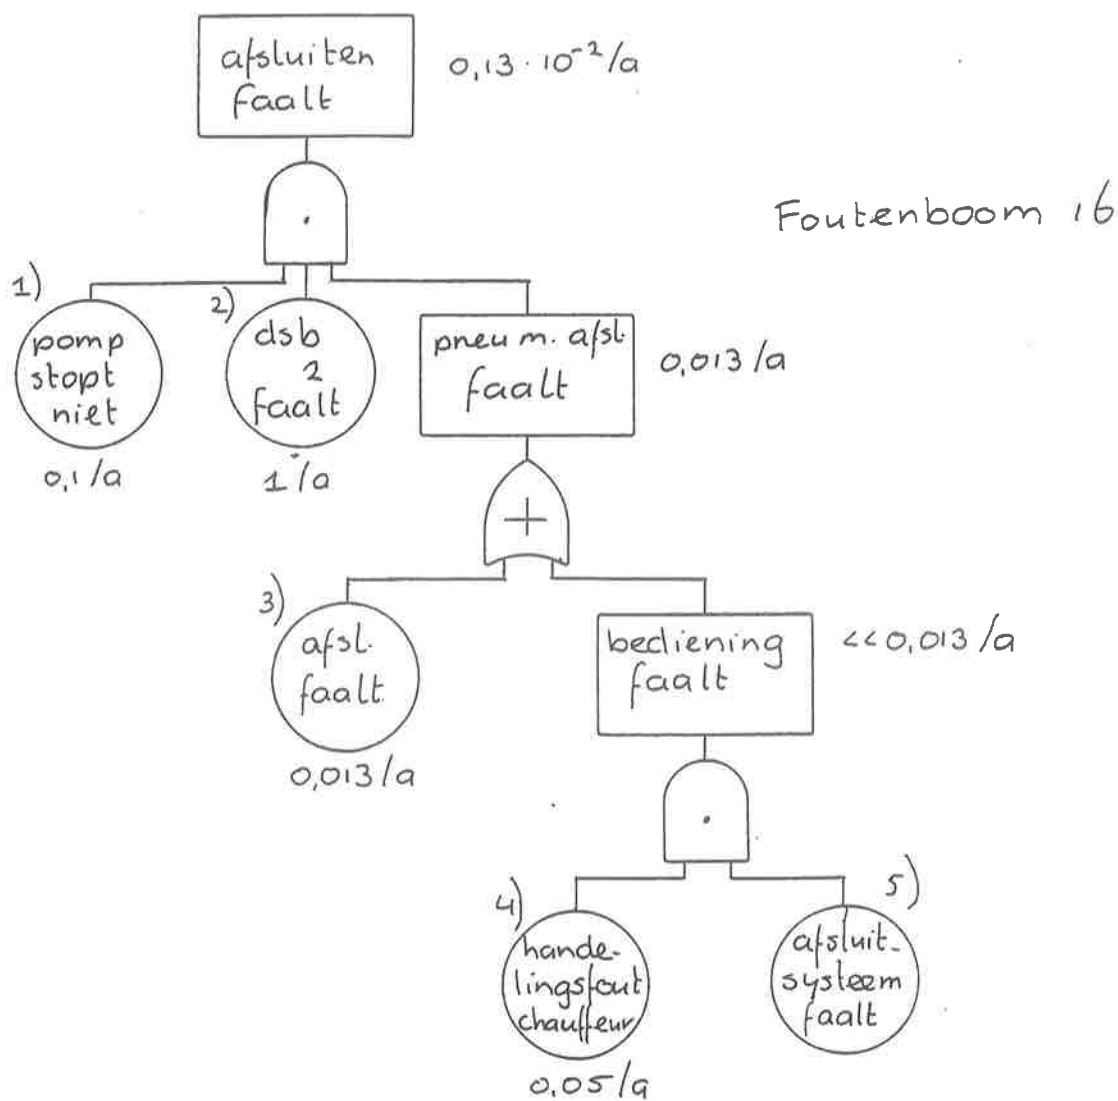 afsluiten
faalt
0,13 · 10⁻²/a
Foutenboom 16
1)
pomp
stopt
niet
0,1/a
2)
dsb
2
faalt
1/a
pneum. afsl.
faalt
0,013/a
+
3)
afsl.
faalt
0,013/a
bediening
faalt
<<0,013/a
4)
hande-
lingsfout
chauffeur
0,05/a
5)
afsluit-
systeem
faalt